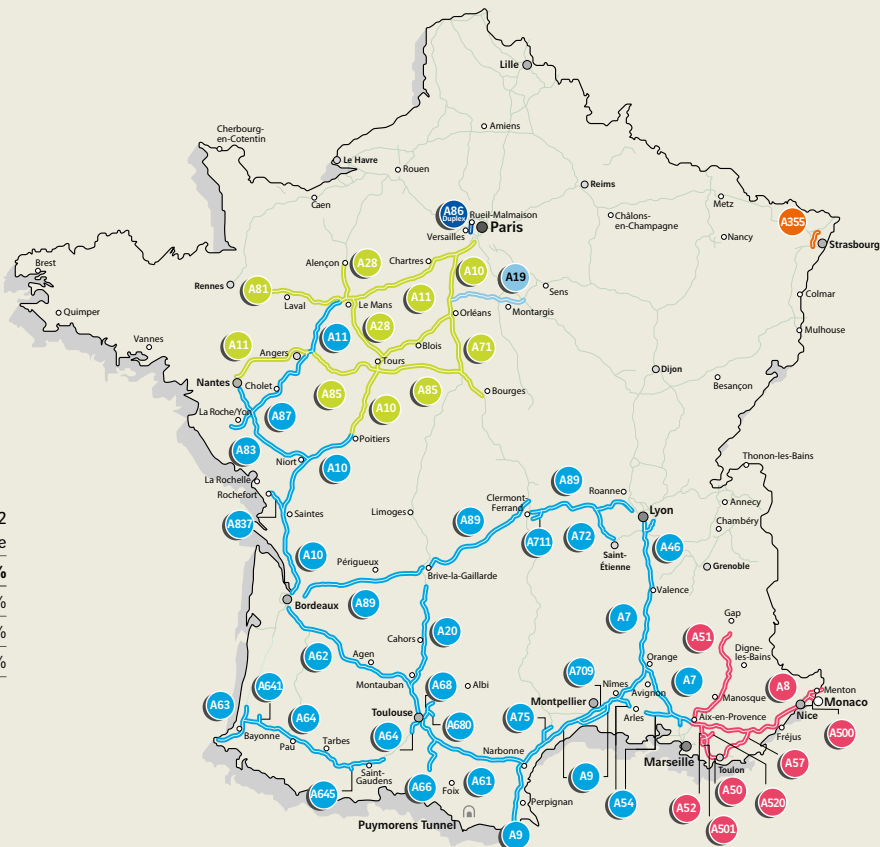 Lille
Amiens
Cherbourg-
en-Cotentin
Le Havre
Rouen
Reims
Caen
Metz
Châlons-
en-Champagne
A86
Duplex
Rueil-Malmaison
Paris
Versailles
A355
Nancy
Strasbourg
Brest
Alençon
A28
Chartres
A10
A19
Rennes
A81
Laval
Le Mans
A11
Sens
Colmar
Quimper
Orléans
Montargis
A28
Mulhouse
Vannes
A11
A11
Angers
Blois
A71
Tours
Dijon
Nantes
Cholet
A85
A85
Bourges
Besançon
La Roche/Yon
A87
A10
A83
Poitiers
Niort
A10
Thonon-les-Bains
La Rochelle
Rochefort
A89
Roanne
Clermont-
Ferrand
Annecy
2
A837
Saintes
Limoges
A89
Lyon
Chambéry
e
A711
A72
Saint-
Étienne
A46
%
A10
Périgueux
Brive-la-Gaillarde
Grenoble
%
Bordeaux
A89
Valence
%
A20
A7
Gap
%
Cahors
A51
A62
Agen
Orange
Digne-
les-Bains
A641
Montauban
A68
Albi
A709
Nîmes
Avignon
A7
A8
Menton
A63
Manosque
Monaco
Montpellier
Nice
A64
Toulouse
A680
A75
Arles
Aix-en-Provence
Bayonne
A64
Fréjus
A500
Pau
Tarbes
Narbonne
Marseille
A57
Saint-
Gaudens
A9
Toulon
A645
A66
Foix
A61
A54
A52
A50
A520
Perpignan
Puymorens Tunnel
A501
A9